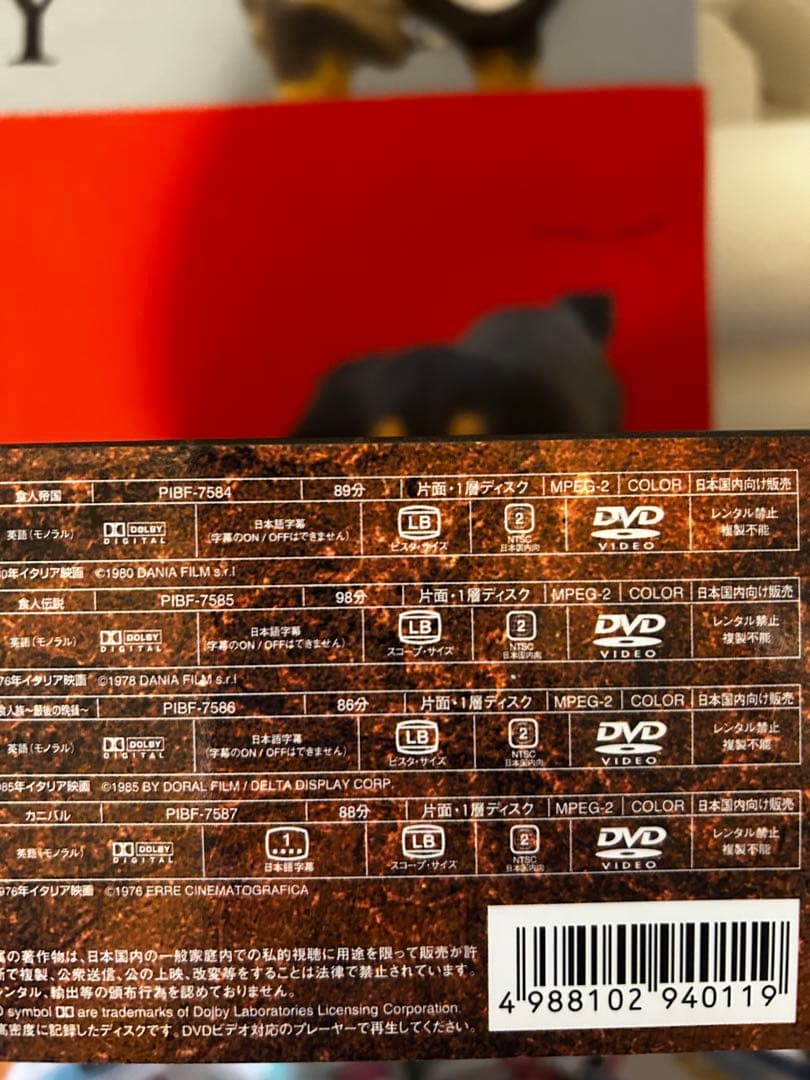 Y
食人帝国 PIBF-7584 89分 片面・1層ディスク MPEG-2 COLOR 日本国内向け販売
英語(モノラル) DOLBY DIGITAL 日本語字幕 (字幕のON / OFFはできません) LB ビスタ・サイズ 2 NTSC 日本国内向 DVD VIDEO レンタル禁止 複製不能
0年イタリア映画 ©1980 DANIA FILM s.r.l
食人伝説 PIBF-7585 98分 片面・1層ディスク MPEG-2 COLOR 日本国内向け販売
英語(モノラル) DOLBY DIGITAL 日本語字幕 (字幕のON / OFFはできません) LB スコープ・サイズ 2 NTSC 日本国内向 DVD VIDEO レンタル禁止 複製不能
76年イタリア映画 ©1978 DANIA FILM s.r.l
食人族〜最後の晩餐〜 PIBF-7586 86分 片面・1層ディスク MPEG-2 COLOR 日本国内向け販売
英語(モノラル) DOLBY DIGITAL 日本語字幕 (字幕のON / OFFはできません) LB ビスタ・サイズ 2 NTSC 日本国内向 DVD VIDEO レンタル禁止 複製不能
985年イタリア映画 ©1985 BY DORAL FILM / DELTA DISPLAY CORP.
カニバル PIBF-7587 88分 片面・1層ディスク MPEG-2 COLOR 日本国内向け販売
英語(モノラル) DOLBY DIGITAL 1 日本語字幕 LB スコープ・サイズ 2 NTSC 日本国内向 DVD VIDEO レンタル禁止 複製不能
976年イタリア映画 ©1976 ERRE CINEMATOGRAFICA
の著作物は、日本国内の一般家庭内での私的視聴に用途を限って販売が許
で複製、公衆送信、公の上映、改変等をすることは法律で禁止されています。
ンタル、輸出等の頒布行為を認めておりません。
symbol are trademarks of Dolby Laboratories Licensing Corporation.
高密度に記録したディスクです。DVDビデオ対応のプレーヤーで再生してください。
4 988102 940119